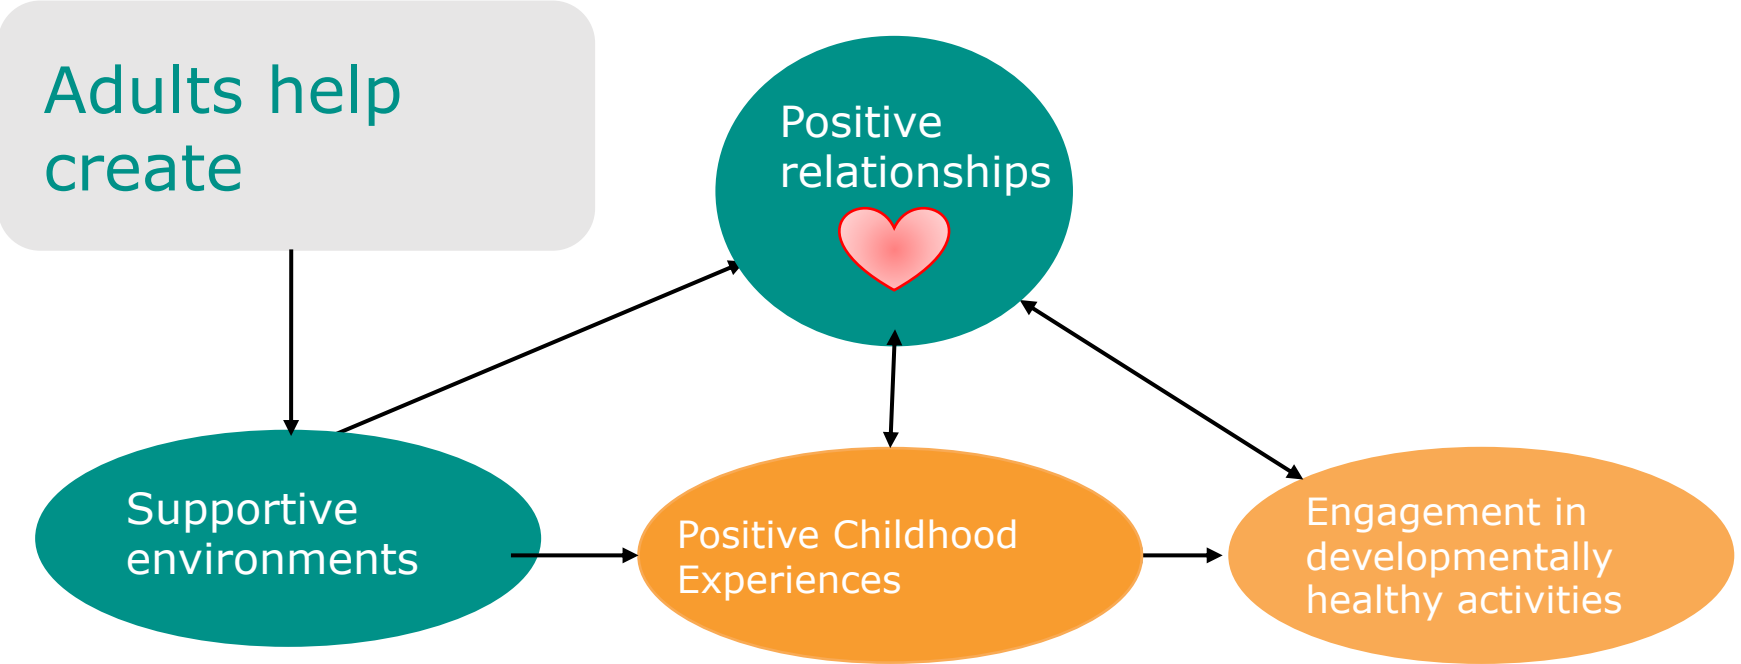 Adults help
create
Positive
relationships
Supportive
environments
Positive Childhood
Experiences
Engagement in
developmentally
healthy activities